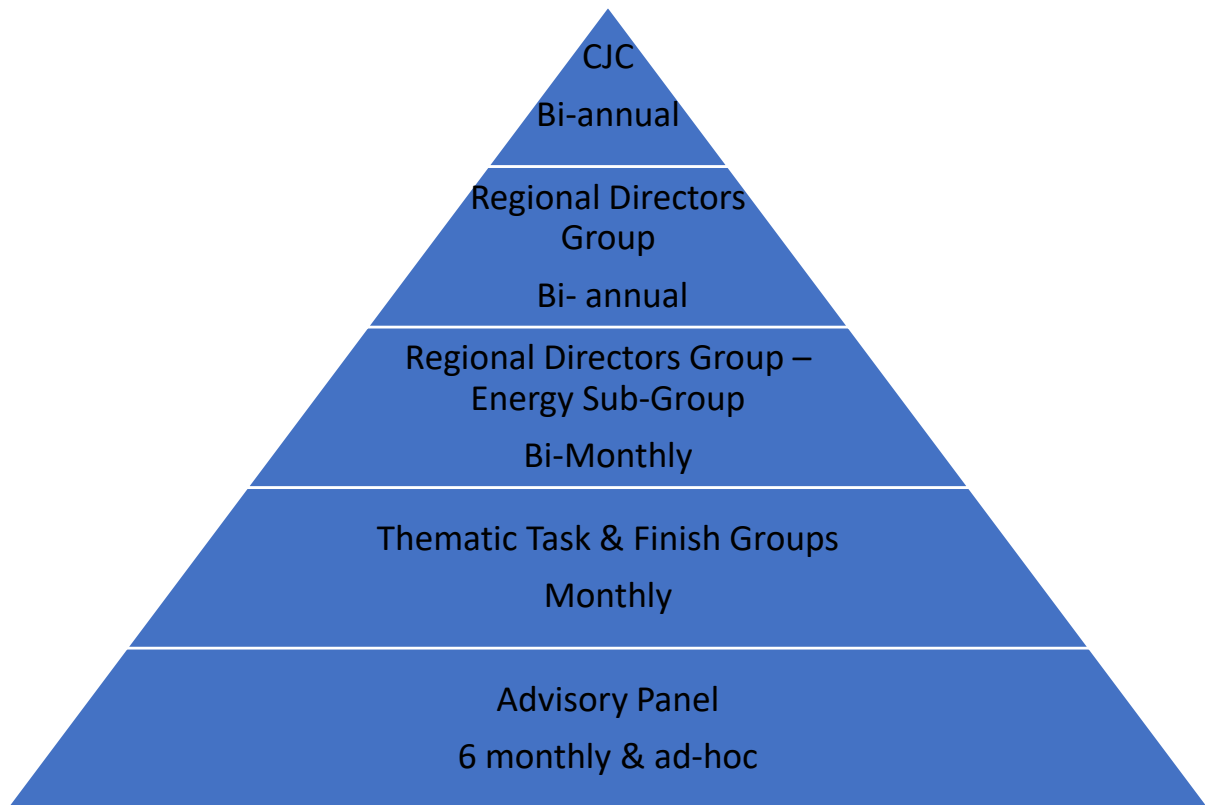 CJC
Bi-annual
Regional Directors
Group
Bi- annual
Regional Directors Group –
Energy Sub-Group
Bi-Monthly
Thematic Task & Finish Groups
Monthly
Advisory Panel
6 monthly & ad-hoc